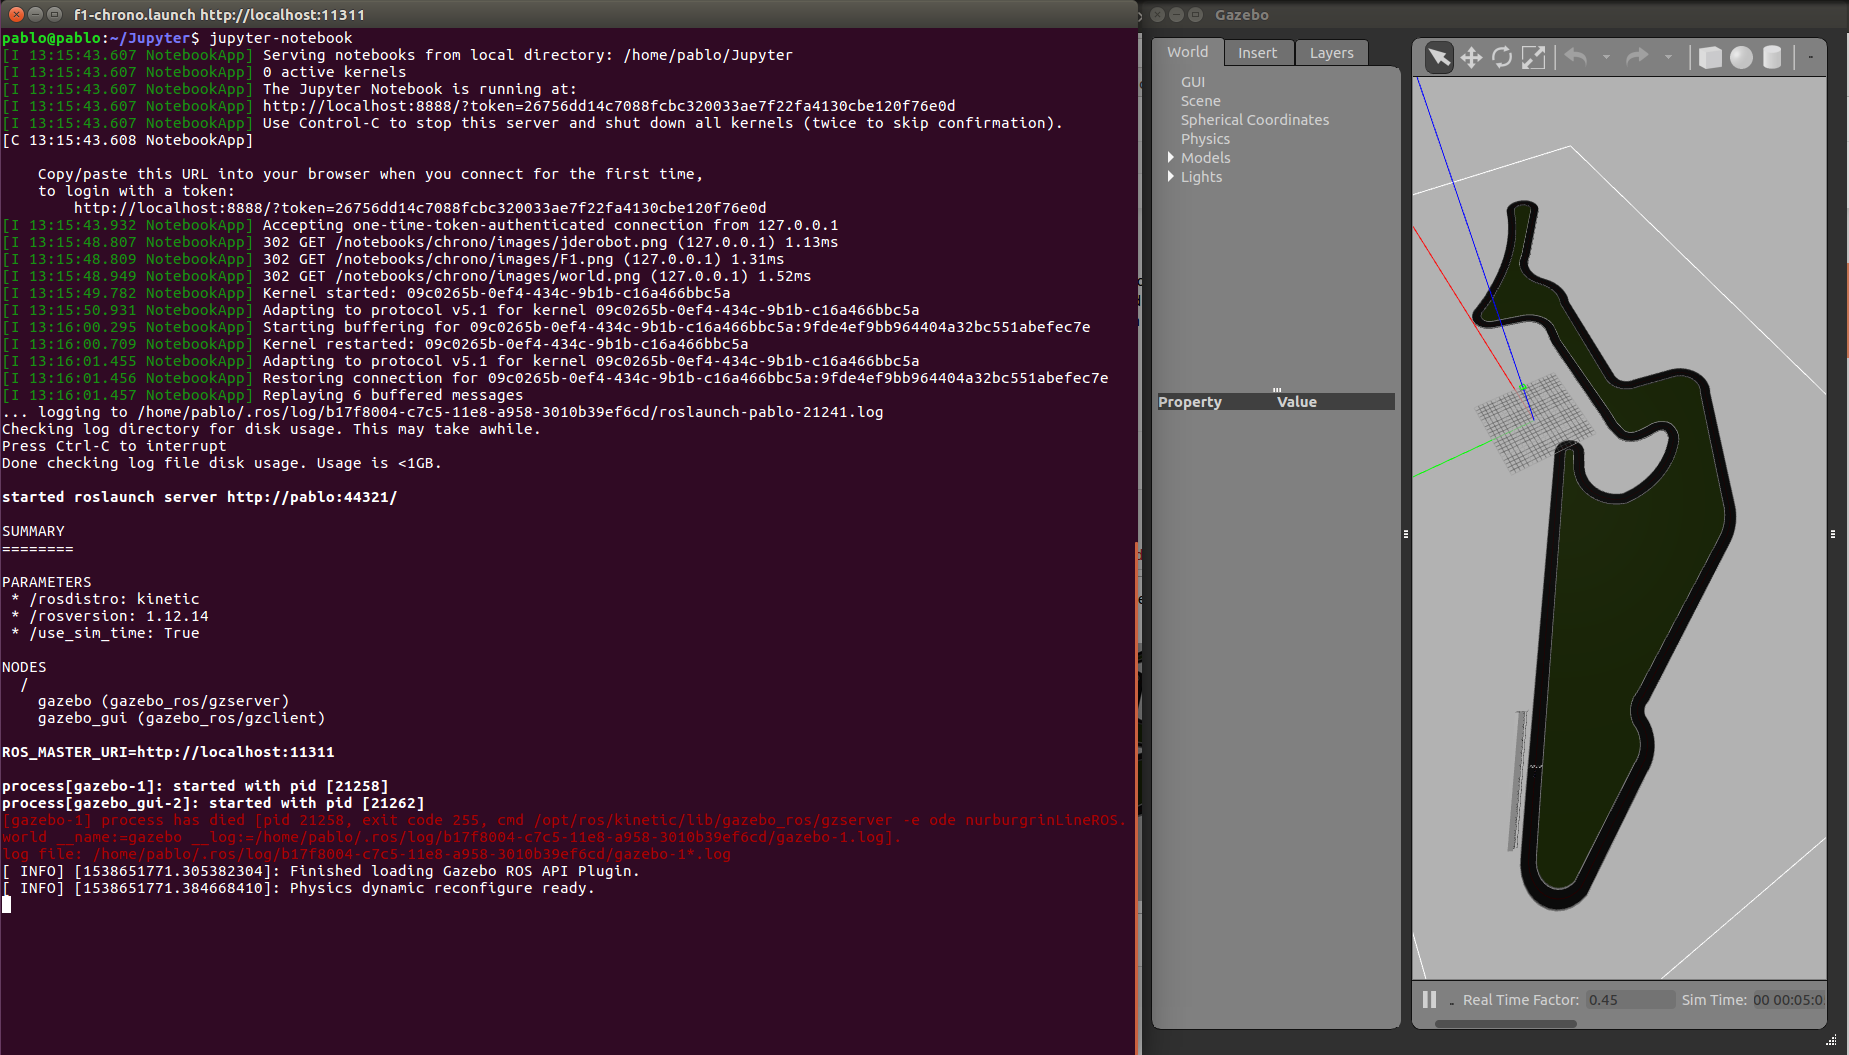 f1-chrono.launch http://localhost:11311
pablo@pablo:~/Jupyter$ jupyter-notebook
[I 13:15:43.607 NotebookApp] Serving notebooks from local directory: /home/pablo/Jupyter
[I 13:15:43.607 NotebookApp] 0 active kernels
[I 13:15:43.607 NotebookApp] The Jupyter Notebook is running at:
[I 13:15:43.607 NotebookApp] http://localhost:8888/?token=26756dd14c7088fcbc320033ae7f22fa4130cbe120f76e0d
[I 13:15:43.607 NotebookApp] Use Control-C to stop this server and shut down all kernels (twice to skip confirmation).
[C 13:15:43.608 NotebookApp]
Copy/paste this URL into your browser when you connect for the first time,
to login with a token:
http://localhost:8888/?token=26756dd14c7088fcbc320033ae7f22fa4130cbe120f76e0d
[I 13:15:43.932 NotebookApp] Accepting one-time-token-authenticated connection from 127.0.0.1
[I 13:15:48.807 NotebookApp] 302 GET /notebooks/chrono/images/jderobot.png (127.0.0.1) 1.13ms
[I 13:15:48.809 NotebookApp] 302 GET /notebooks/chrono/images/F1.png (127.0.0.1) 1.31ms
[I 13:15:48.949 NotebookApp] 302 GET /notebooks/chrono/images/world.png (127.0.0.1) 1.52ms
[I 13:15:49.782 NotebookApp] Kernel started: 09c0265b-0ef4-434c-9b1b-c16a466bbc5a
[I 13:15:50.931 NotebookApp] Adapting to protocol v5.1 for kernel 09c0265b-0ef4-434c-9b1b-c16a466bbc5a
[I 13:16:00.295 NotebookApp] Starting buffering for 09c0265b-0ef4-434c-9b1b-c16a466bbc5a:9fde4ef9bb964404a32bc551abefec7e
[I 13:16:00.709 NotebookApp] Kernel restarted: 09c0265b-0ef4-434c-9b1b-c16a466bbc5a
[I 13:16:01.455 NotebookApp] Adapting to protocol v5.1 for kernel 09c0265b-0ef4-434c-9b1b-c16a466bbc5a
[I 13:16:01.456 NotebookApp] Restoring connection for 09c0265b-0ef4-434c-9b1b-c16a466bbc5a:9fde4ef9bb964404a32bc551abefec7e
[I 13:16:01.457 NotebookApp] Replaying 6 buffered messages
... logging to /home/pablo/.ros/log/b17f8004-c7c5-11e8-a958-3010b39ef6cd/roslaunch-pablo-21241.log
Checking log directory for disk usage. This may take awhile.
Press Ctrl-C to interrupt
Done checking log file disk usage. Usage is <1GB.
started roslaunch server http://pablo:44321/
SUMMARY
========
PARAMETERS
* /rosdistro: kinetic
* /rosversion: 1.12.14
* /use_sim_time: True
NODES
/
gazebo (gazebo_ros/gzserver)
gazebo_gui (gazebo_ros/gzclient)
ROS_MASTER_URI=http://localhost:11311
process[gazebo-1]: started with pid [21258]
process[gazebo_gui-2]: started with pid [21262]
[gazebo-1] process has died [pid 21258, exit code 255, cmd /opt/ros/kinetic/lib/gazebo_ros/gzserver -e ode nurburgrinLineROS.
world __name:=gazebo __log:=/home/pablo/.ros/log/b17f8004-c7c5-11e8-a958-3010b39ef6cd/gazebo-1.log].
log file: /home/pablo/.ros/log/b17f8004-c7c5-11e8-a958-3010b39ef6cd/gazebo-1*.log
[ INFO] [1538651771.305382304]: Finished loading Gazebo ROS API Plugin.
[ INFO] [1538651771.384668410]: Physics dynamic reconfigure ready.
Gazebo
World Insert Layers
GUI
Scene
Spherical Coordinates
Physics
Models
Lights
Property Value
Real Time Factor: 0.45 Sim Time: 00 00:05:0